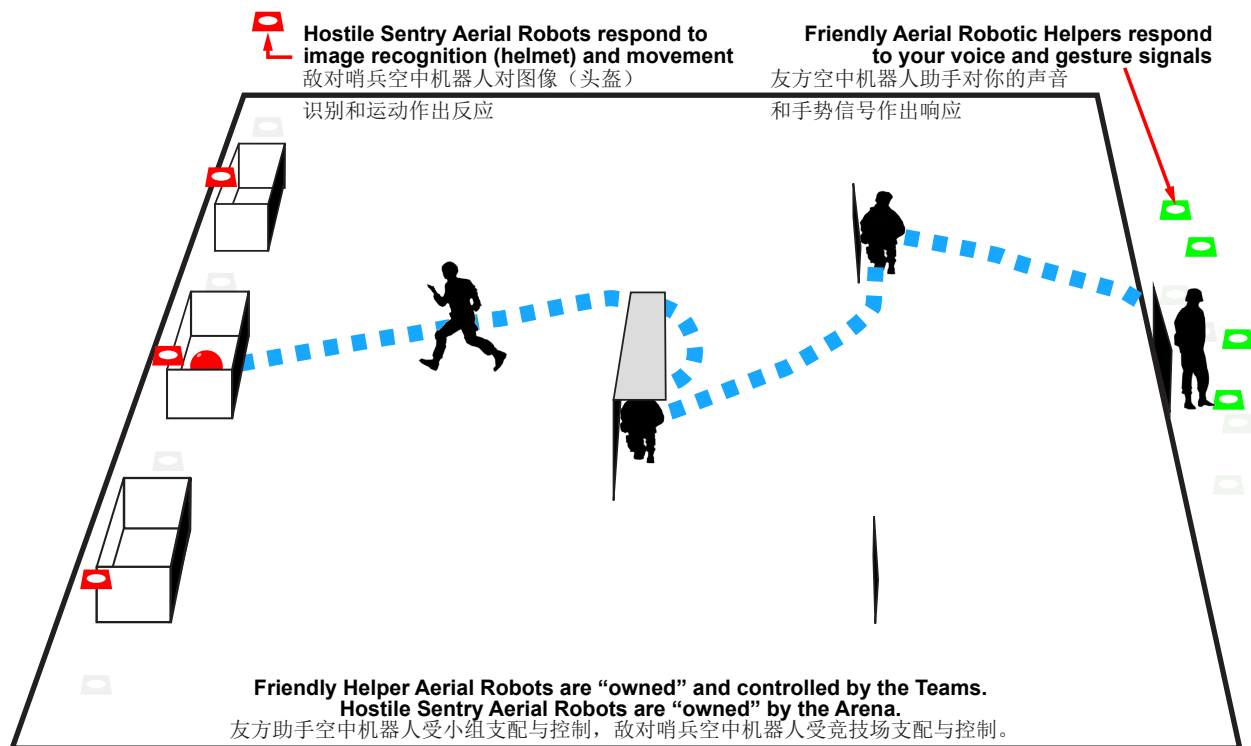 Hostile Sentry Aerial Robots respond to
image recognition (helmet) and movement
敌对哨兵空中机器人对图像（头盔）
识别和运动作出反应
Friendly Aerial Robotic Helpers respond
to your voice and gesture signals
友方空中机器人助手对你的声音
和手势信号作出响应
Friendly Helper Aerial Robots are “owned” and controlled by the Teams.
Hostile Sentry Aerial Robots are “owned” by the Arena.
友方助手空中机器人受小组支配与控制，敌对哨兵空中机器人受竞技场支配与控制。